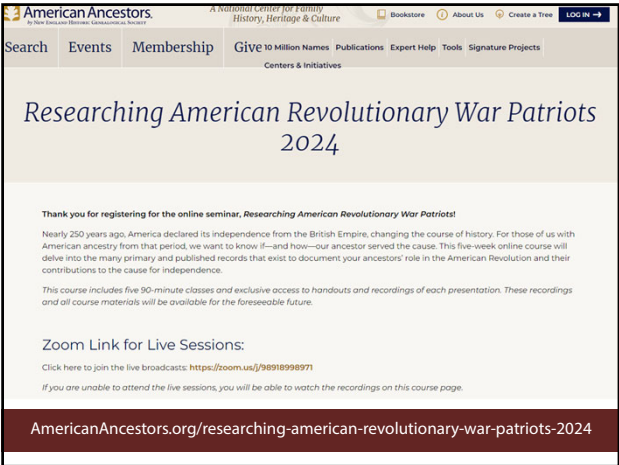 American Ancestors.
by NEW ENGLAND HISTORIC GENEALOGICAL SOCIETY
A National Center for Family
History, Heritage & Culture
Bookstore About Us Create a Tree LOG IN →
Search Events Membership Give 10 Million Names Publications Expert Help Tools Signature Projects
Centers & Initiatives
Researching American Revolutionary War Patriots
2024
Thank you for registering for the online seminar, Researching American Revolutionary War Patriots!
Nearly 250 years ago, America declared its independence from the British Empire, changing the course of history. For those of us with
American ancestry from that period, we want to know if—and how—our ancestor served the cause. This five-week online course will
delve into the many primary and published records that exist to document your ancestors' role in the American Revolution and their
contributions to the cause for independence.
This course includes five 90-minute classes and exclusive access to handouts and recordings of each presentation. These recordings
and all course materials will be available for the foreseeable future.
Zoom Link for Live Sessions:
Click here to join the live broadcasts: https://zoom.us/j/98918998971
If you are unable to attend the live sessions, you will be able to watch the recordings on this course page.
AmericanAncestors.org/researching-american-revolutionary-war-patriots-2024